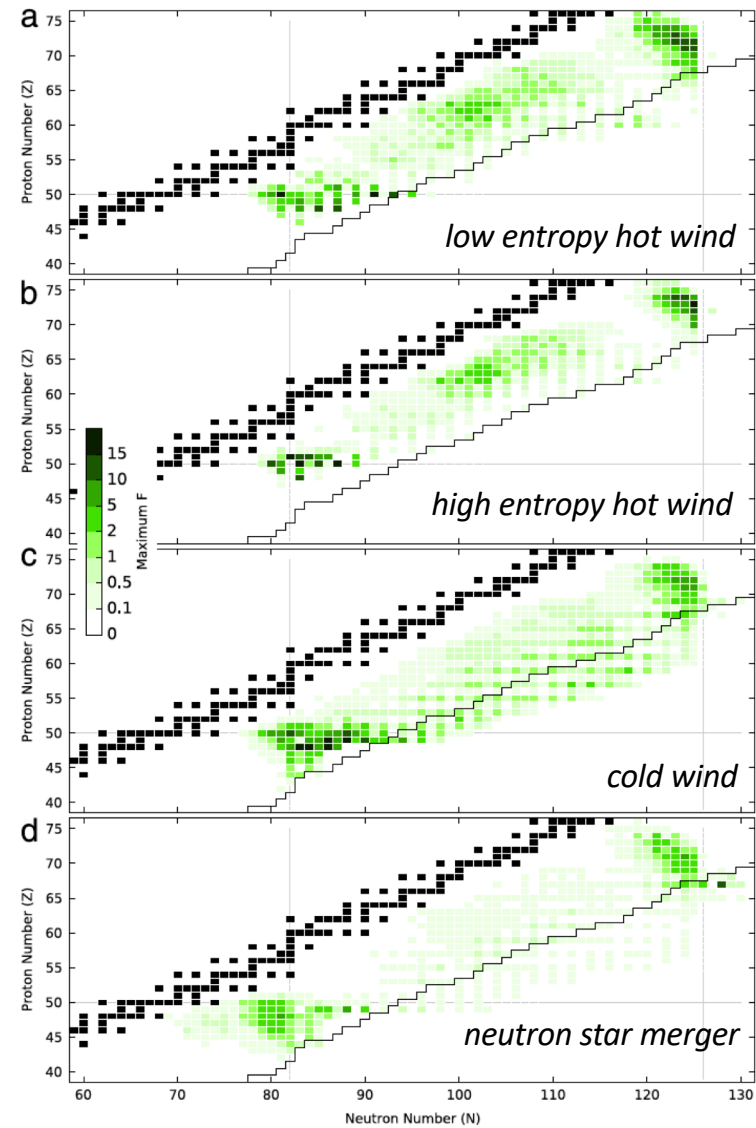 a
75
70
65
60
55
50
45
40
Proton Number (Z)
low entropy hot wind
b
75
70
65
60
55
50
45
40
Proton Number (Z)
high entropy hot wind
15
10
5
2
1
0.5
0.1
0
Maximum F
c
75
70
65
60
55
50
45
40
Proton Number (Z)
cold wind
d
75
70
65
60
55
50
45
40
Proton Number (Z)
neutron star merger
60 70 80 90 100 110 120 130
Neutron Number (N)